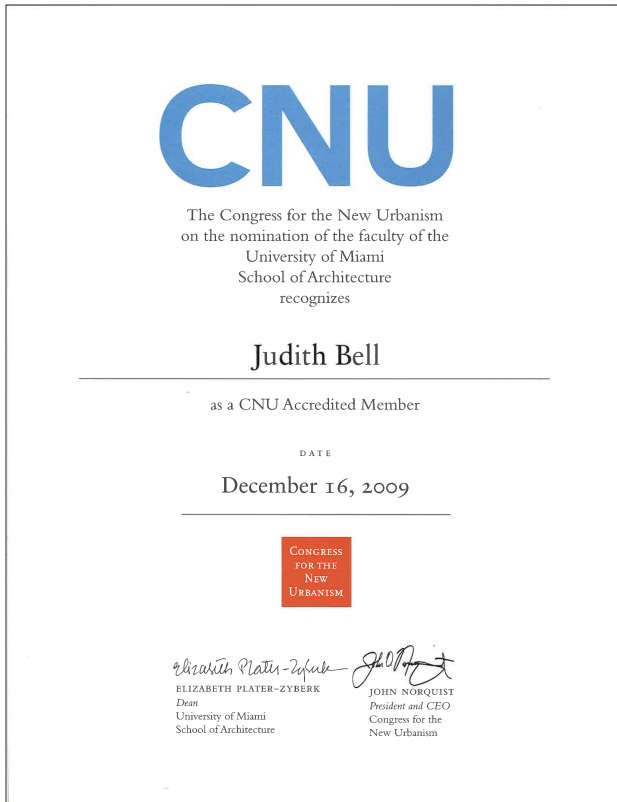 CNU
The Congress for the New Urbanism
on the nomination of the faculty of the
University of Miami
School of Architecture
recognizes
Judith Bell
as a CNU Accredited Member
DATE
December 16, 2009
CONGRESS
FOR THE
NEW
URBANISM
Elizabeth Plater-Zyberk
ELIZABETH PLATER-ZYBERK
Dean
University of Miami
School of Architecture
John O. Norquist
JOHN NORQUIST
President and CEO
Congress for the
New Urbanism